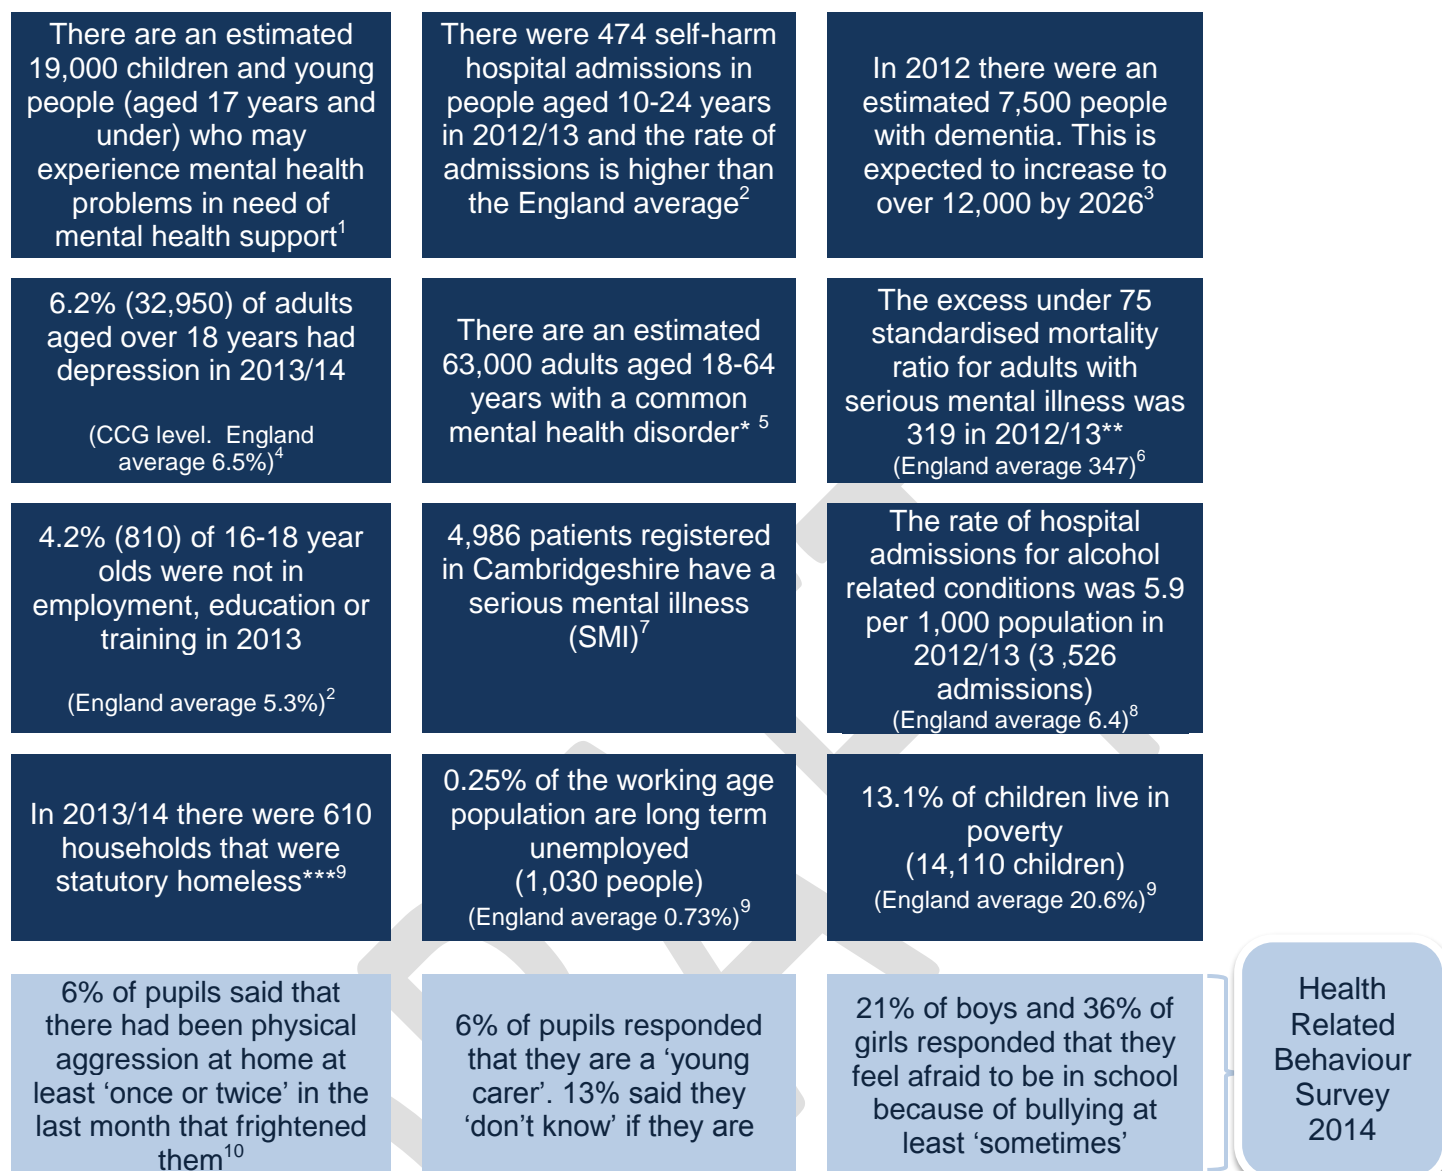 There are an estimated
19,000 children and young
people (aged 17 years and
under) who may
experience mental health
problems in need of
mental health support1
There were 474 self-harm
hospital admissions in
people aged 10-24 years
in 2012/13 and the rate of
admissions is higher than
the England average2
In 2012 there were an
estimated 7,500 people
with dementia. This is
expected to increase to
over 12,000 by 20263
6.2% (32,950) of adults
aged over 18 years had
depression in 2013/14
(CCG level. England
average 6.5%)4
There are an estimated
63,000 adults aged 18-64
years with a common
mental health disorder* 5
The excess under 75
standardised mortality
ratio for adults with
serious mental illness was
319 in 2012/13**
(England average 347)6
4.2% (810) of 16-18 year
olds were not in
employment, education or
training in 2013
(England average 5.3%)2
4,986 patients registered
in Cambridgeshire have a
serious mental illness
(SMI)7
The rate of hospital
admissions for alcohol
related conditions was 5.9
per 1,000 population in
2012/13 (3 ,526
admissions)
(England average 6.4)8
In 2013/14 there were 610
households that were
statutory homeless***9
0.25% of the working age
population are long term
unemployed
(1,030 people)
(England average 0.73%)9
13.1% of children live in
poverty
(14,110 children)
(England average 20.6%)9
6% of pupils said that
there had been physical
aggression at home at
least ‘once or twice’ in the
last month that frightened
them10
6% of pupils responded
that they are a ‘young
carer’. 13% said they
‘don’t know’ if they are
21% of boys and 36% of
girls responded that they
feel afraid to be in school
because of bullying at
least ‘sometimes’
Health
Related
Behaviour
Survey
2014